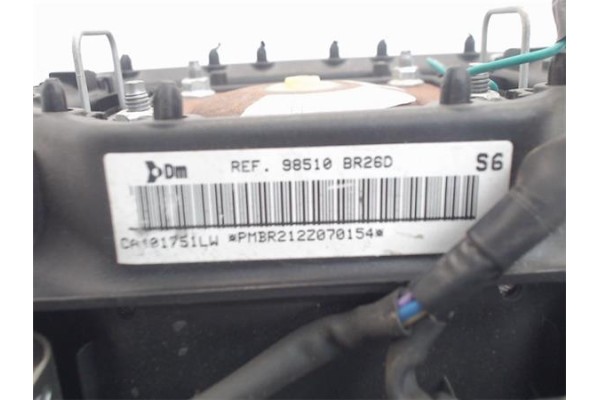 Dm REF. 98510 BR26D S6
CA101751LW *PMBR212Z070154*